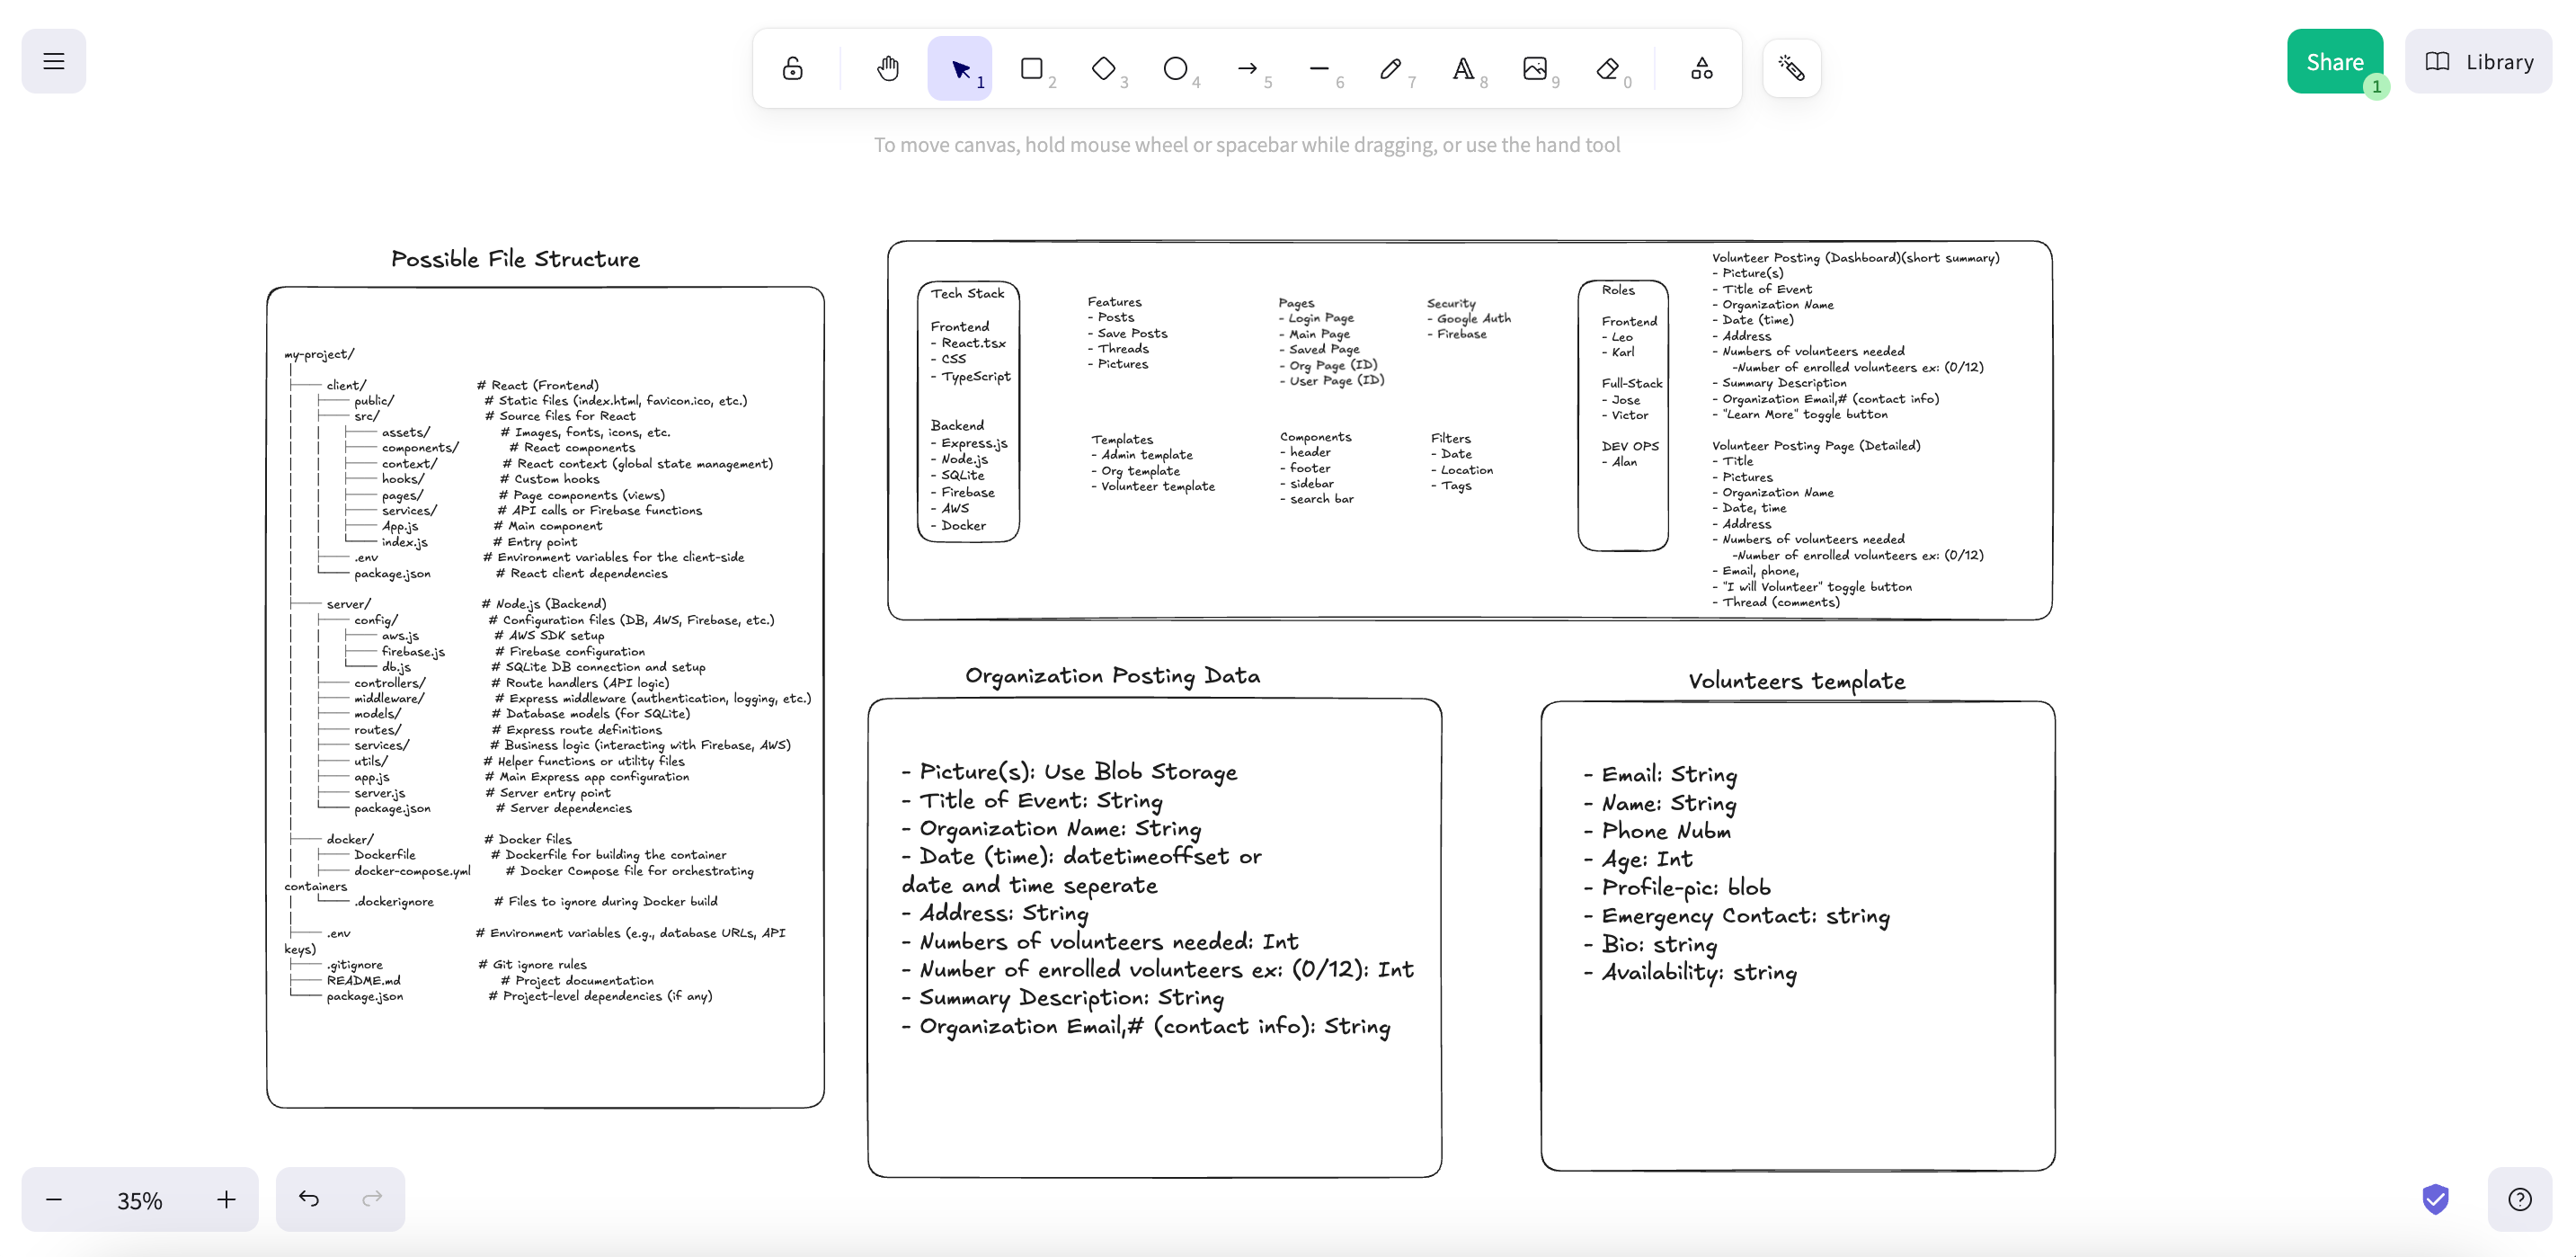 1
2
3
4
5
6
7
8
9
0
Share
1
Library
To move canvas, hold mouse wheel or spacebar while dragging, or use the hand tool
Possible File Structure
my-project/
│
├── client/ # React (Frontend)
│ ├── public/ # Static files (index.html, favicon.ico, etc.)
│ ├── src/ # Source files for React
│ │ ├── assets/ # Images, fonts, icons, etc.
│ │ ├── components/ # React components
│ │ ├── context/ # React context (global state management)
│ │ ├── hooks/ # Custom hooks
│ │ ├── pages/ # Page components (views)
│ │ ├── services/ # API calls or Firebase functions
│ │ ├── App.js # Main component
│ │ └── index.js # Entry point
│ ├── .env # Environment variables for the client-side
│ └── package.json # React client dependencies
│
├── server/ # Node.js (Backend)
│ ├── config/ # Configuration files (DB, AWS, Firebase, etc.)
│ │ ├── aws.js # AWS SDK setup
│ │ ├── firebase.js # Firebase configuration
│ │ └── db.js # SQLite DB connection and setup
│ ├── controllers/ # Route handlers (API logic)
│ ├── middleware/ # Express middleware (authentication, logging, etc.)
│ ├── models/ # Database models (for SQLite)
│ ├── routes/ # Express route definitions
│ ├── services/ # Business logic (interacting with Firebase, AWS)
│ ├── utils/ # Helper functions or utility files
│ ├── app.js # Main Express app configuration
│ ├── server.js # Server entry point
│ └── package.json # Server dependencies
│
├── docker/ # Docker files
│ ├── Dockerfile # Dockerfile for building the container
│ ├── docker-compose.yml # Docker Compose file for orchestrating
containers
│ └── .dockerignore # Files to ignore during Docker build
│
├── .env # Environment variables (e.g., database URLs, API
keys)
├── .gitignore # Git ignore rules
├── README.md # Project documentation
└── package.json # Project-level dependencies (if any)
Tech Stack
Frontend
- React.tsx
- CSS
- TypeScript
Backend
- Express.js
- Node.js
- SQLite
- Firebase
- AWS
- Docker
Features
- Posts
- Save Posts
- Threads
- Pictures
Pages
- Login Page
- Main Page
- Saved Page
- Org Page (ID)
- User Page (ID)
Security
- Google Auth
- Firebase
Templates
- Admin template
- Org template
- Volunteer template
Components
- header
- footer
- sidebar
- search bar
Filters
- Date
- Location
- Tags
Roles
Frontend
- Leo
- Karl
Full-Stack
- Jose
- Victor
DEV OPS
- Alan
Volunteer Posting (Dashboard)(short summary)
- Picture(s)
- Title of Event
- Organization Name
- Date (time)
- Address
- Numbers of volunteers needed
-Number of enrolled volunteers ex: (0/12)
- Summary Description
- Organization Email,# (contact info)
- "Learn More" toggle button
Volunteer Posting Page (Detailed)
- Title
- Pictures
- Organization Name
- Date, time
- Address
- Numbers of volunteers needed
-Number of enrolled volunteers ex: (0/12)
- Email, phone,
- "I will Volunteer" toggle button
- Thread (comments)
Organization Posting Data
- Picture(s): Use Blob Storage
- Title of Event: String
- Organization Name: String
- Date (time): datetimeoffset or
date and time seperate
- Address: String
- Numbers of volunteers needed: Int
- Number of enrolled volunteers ex: (0/12): Int
- Summary Description: String
- Organization Email,# (contact info): String
Volunteers template
- Email: String
- Name: String
- Phone Nubm
- Age: Int
- Profile-pic: blob
- Emergency Contact: string
- Bio: string
- Availability: string
35%